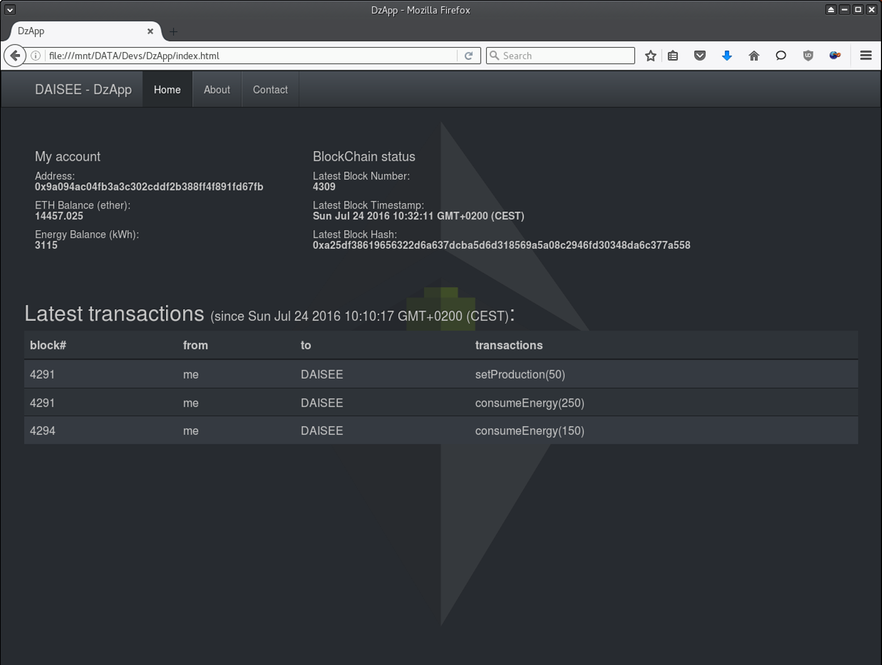 DzApp - Mozilla Firefox
DzApp
file:///mnt/DATA/Devs/DzApp/index.html
Search
DAISEE - DzApp Home About Contact
My account
Address:
0x9a094ac04fb3a3c302cddf2b388ff4f891fd67fb
ETH Balance (ether):
14457.025
Energy Balance (kWh):
3115
BlockChain status
Latest Block Number:
4309
Latest Block Timestamp:
Sun Jul 24 2016 10:32:11 GMT+0200 (CEST)
Latest Block Hash:
0xa25df38619656322d6a637dcba5d6d318569a5a08c2946fd30348da6c377a558
Latest transactions (since Sun Jul 24 2016 10:10:17 GMT+0200 (CEST):
block# from to transactions
4291 me DAISEE setProduction(50)
4291 me DAISEE consumeEnergy(250)
4294 me DAISEE consumeEnergy(150)